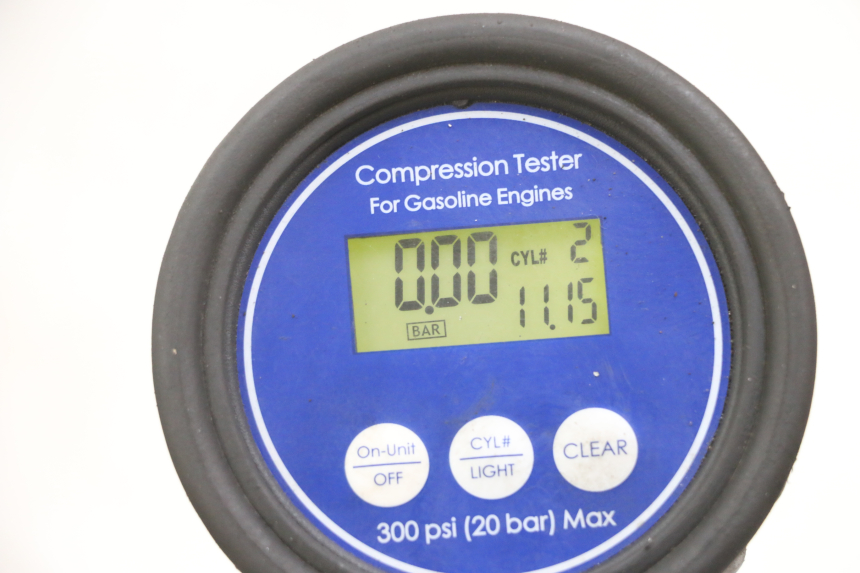 Compression Tester
For Gasoline Engines
0.00 CYL# 2
BAR 11.15
On-Unit
OFF
CYL#
LIGHT
CLEAR
300 psi (20 bar) Max